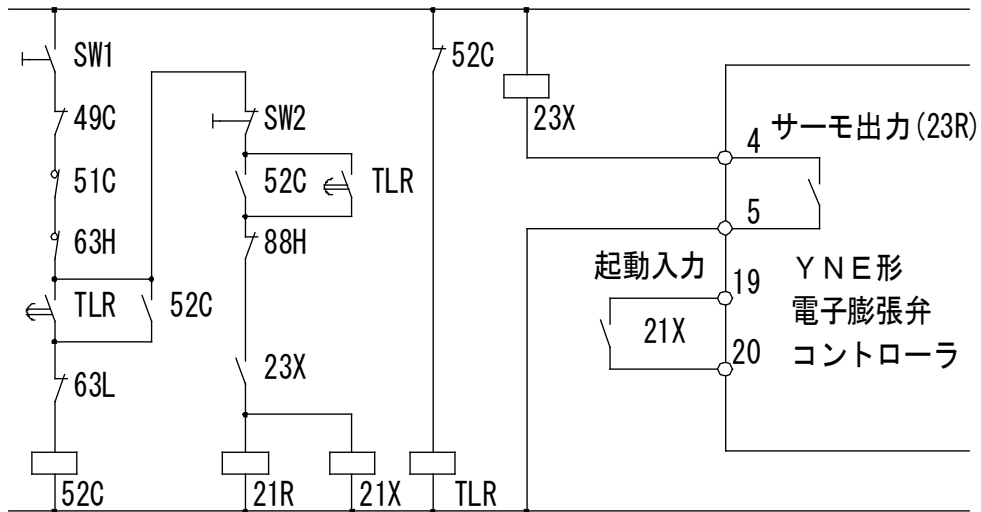 SW1
52C
49C
SW2
23X
サーモ出力(23R)
4
51C
52C
TLR
5
63H
88H
起動入力
19
YNE形
TLR
52C
21X
電子膨張弁
20
コントローラ
23X
63L
52C
21R
21X
TLR